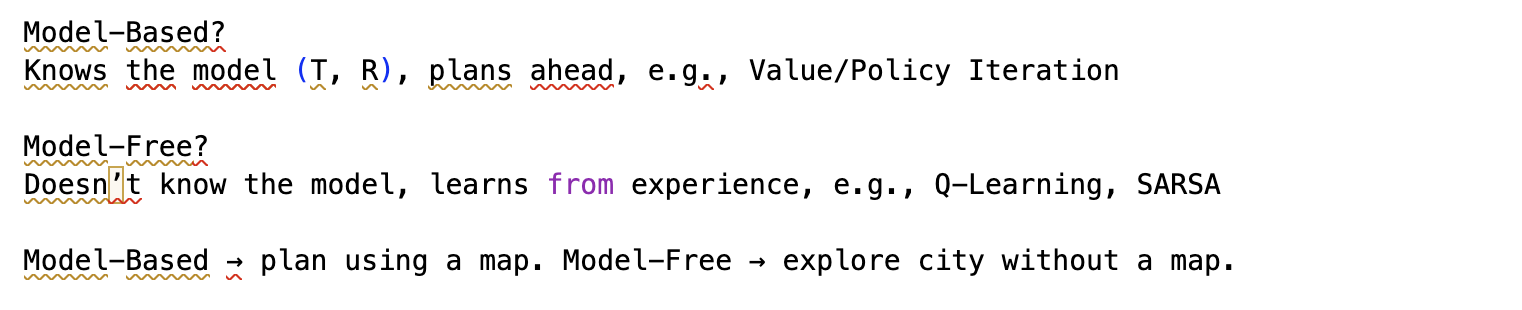 Model-Based?
Knows the model (T, R), plans ahead, e.g., Value/Policy Iteration
Model-Free?
Doesn’t know the model, learns from experience, e.g., Q-Learning, SARSA
Model-Based → plan using a map. Model-Free → explore city without a map.